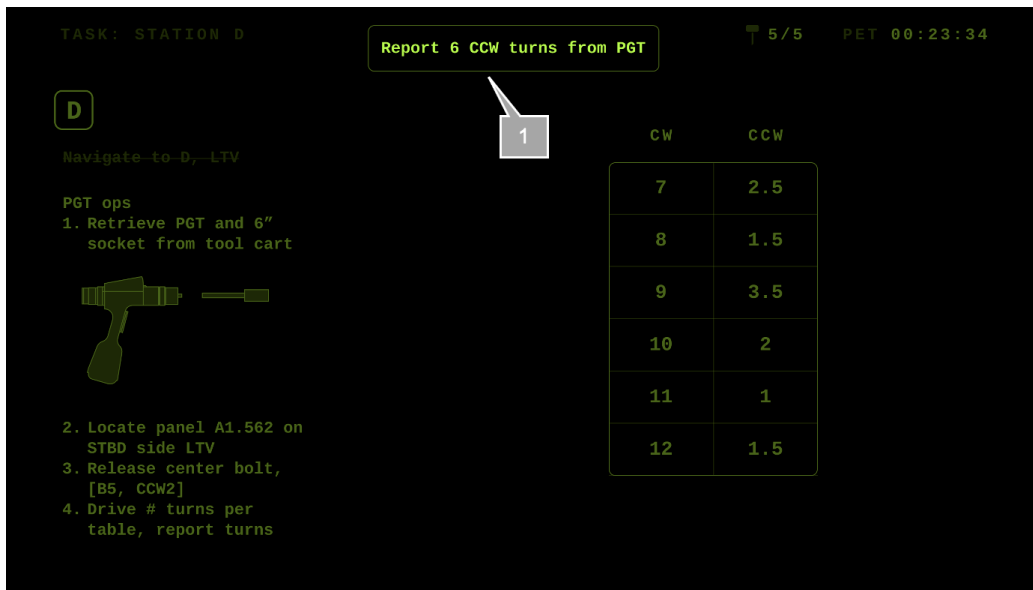 TASK: STATION D
Report 6 CCW turns from PGT
5/5
PET 00:23:34
1
D
Navigate to D, LTV
PGT ops
1. Retrieve PGT and 6”
socket from tool cart
2. Locate panel A1.562 on
STBD side LTV
3. Release center bolt,
[B5, CCW2]
4. Drive # turns per
table, report turns
CW CCW
7 2.5
8 1.5
9 3.5
10 2
11 1
12 1.5